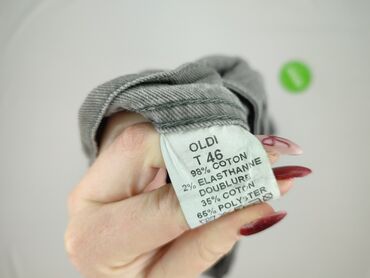 OLDI
T 46
98% COTON
2% ELASTHANNE
DOUBLURE
35% COTON
65% POLYESTER